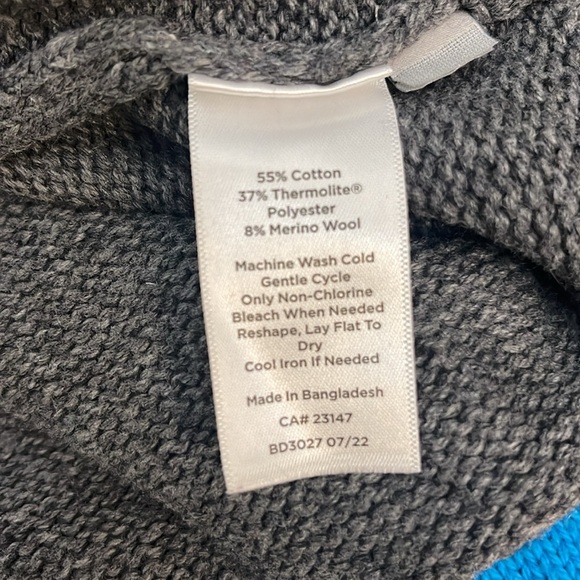 55% Cotton
37% Thermolite®
Polyester
8% Merino Wool
Machine Wash Cold
Gentle Cycle
Only Non-Chlorine
Bleach When Needed
Reshape, Lay Flat To
Dry
Cool Iron If Needed
Made In Bangladesh
CA# 23147
BD3027 07/22